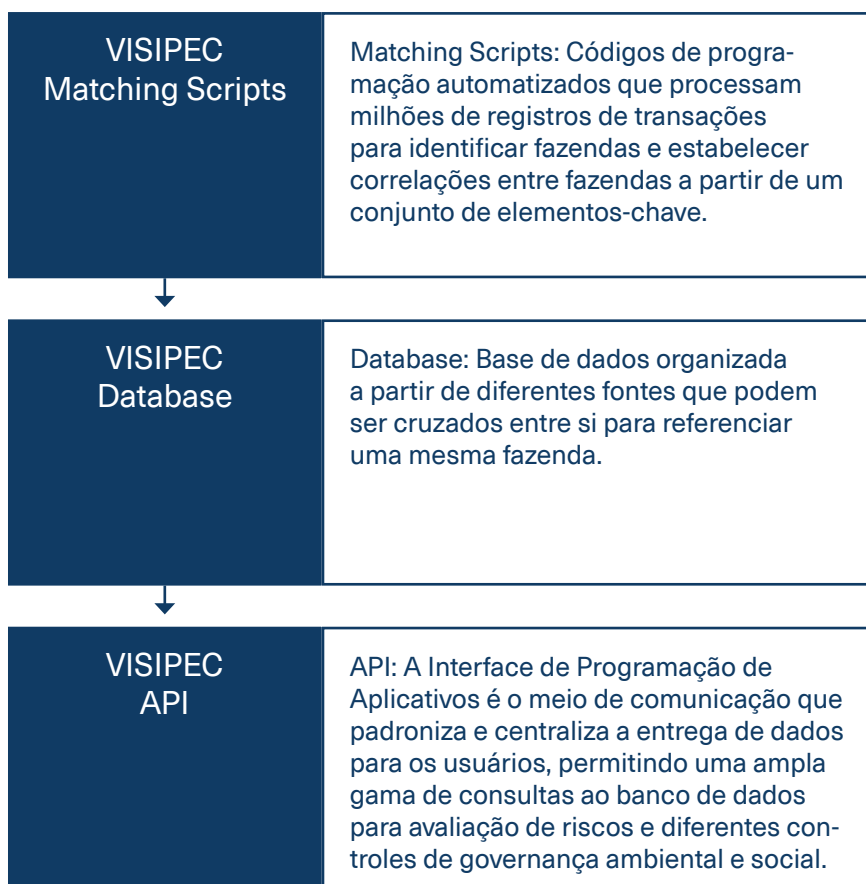 VISIPEC
Matching Scripts
Matching Scripts: Códigos de progra-
mação automatizados que processam
milhões de registros de transações
para identificar fazendas e estabelecer
correlações entre fazendas a partir de um
conjunto de elementos-chave.
VISIPEC
Database
Database: Base de dados organizada
a partir de diferentes fontes que podem
ser cruzados entre si para referenciar
uma mesma fazenda.
VISIPEC
API
API: A Interface de Programação de
Aplicativos é o meio de comunicação que
padroniza e centraliza a entrega de dados
para os usuários, permitindo uma ampla
gama de consultas ao banco de dados
para avaliação de riscos e diferentes con-
troles de governança ambiental e social.